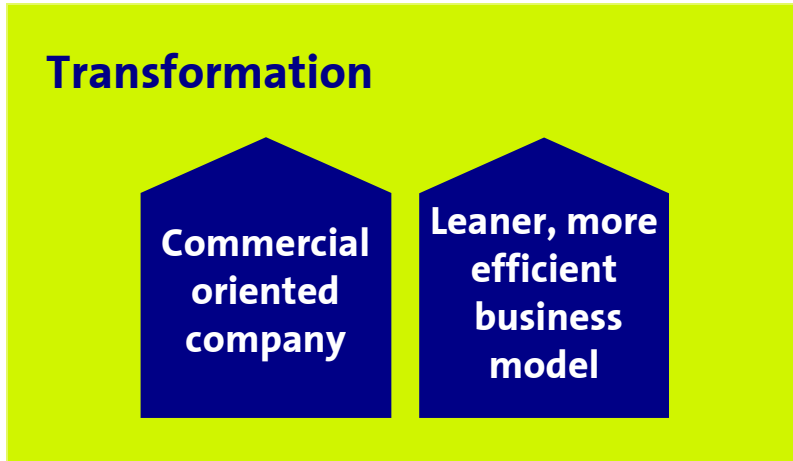 Transformation
Commercial
oriented
company
Leaner, more
efficient
business
model